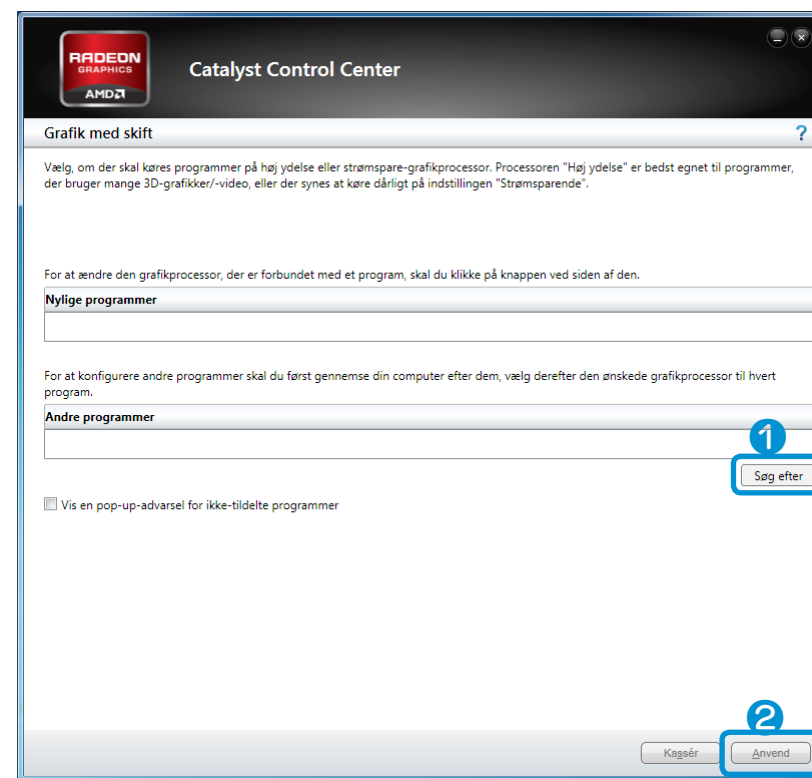 RADEON
GRAPHICS
AMD
Catalyst Control Center
Grafik med skift
?
Vælg, om der skal køres programmer på høj ydelse eller strømspare-grafikprocessor. Processoren "Høj ydelse" er bedst egnet til programmer,
der bruger mange 3D-grafikker/-video, eller der synes at køre dårligt på indstillingen "Strømsparende".
For at ændre den grafikprocessor, der er forbundet med et program, skal du klikke på knappen ved siden af den.
Nylige programmer
For at konfigurere andre programmer skal du først gennemse din computer efter dem, vælg derefter den ønskede grafikprocessor til hvert
program.
Andre programmer
1
Søg efter
Vis en pop-up-advarsel for ikke-tildelte programmer
2
Kassér
Anvend